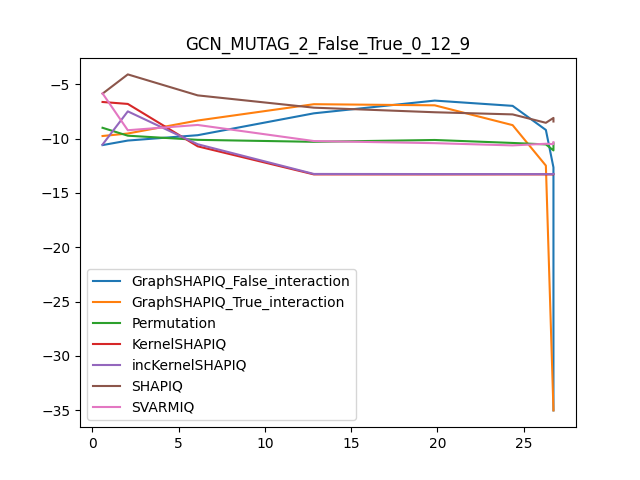 GCN_MUTAG_2_False_True_0_12_9
−5
−10
−15
−20
−25
−30
−35
GraphSHAPIQ_False_interaction
GraphSHAPIQ_True_interaction
Permutation
KernelSHAPIQ
incKernelSHAPIQ
SHAPIQ
SVARMIQ
0 5 10 15 20 25